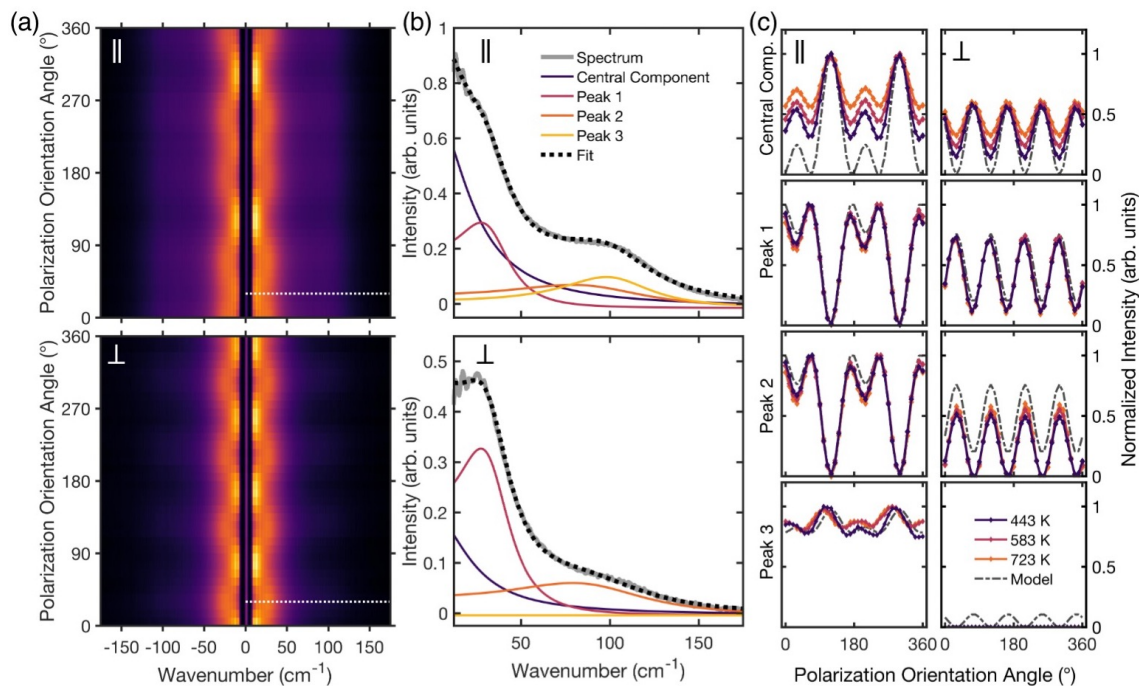 (a)
Polarization Orientation Angle (°)
360
270
180
90
0
||
Polarization Orientation Angle (°)
360
270
180
90
0
⊥
-150 -100 -50 0 50 100 150
Wavenumber (cm⁻¹)
(b)
Intensity (arb. units)
1
0.8
0.6
0.4
0.2
0
||
Spectrum
Central Component
Peak 1
Peak 2
Peak 3
Fit
Intensity (arb. units)
0.5
0.4
0.3
0.2
0.1
0
⊥
50 100 150
Wavenumber (cm⁻¹)
(c)
||
⊥
Central Comp.
1
0.5
0
Peak 1
1
0.5
0
Peak 2
1
0.5
0
Peak 3
1
0.5
0
443 K
583 K
723 K
Model
0 180 360
0 180 360
Polarization Orientation Angle (°)
Normalized Intensity (arb. units)